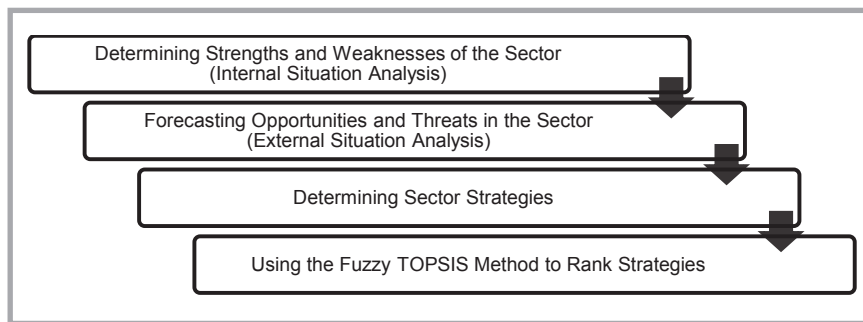 Determining Strengths and Weaknesses of the Sector
(Internal Situation Analysis)
Forecasting Opportunities and Threats in the Sector
(External Situation Analysis)
Determining Sector Strategies
Using the Fuzzy TOPSIS Method to Rank Strategies